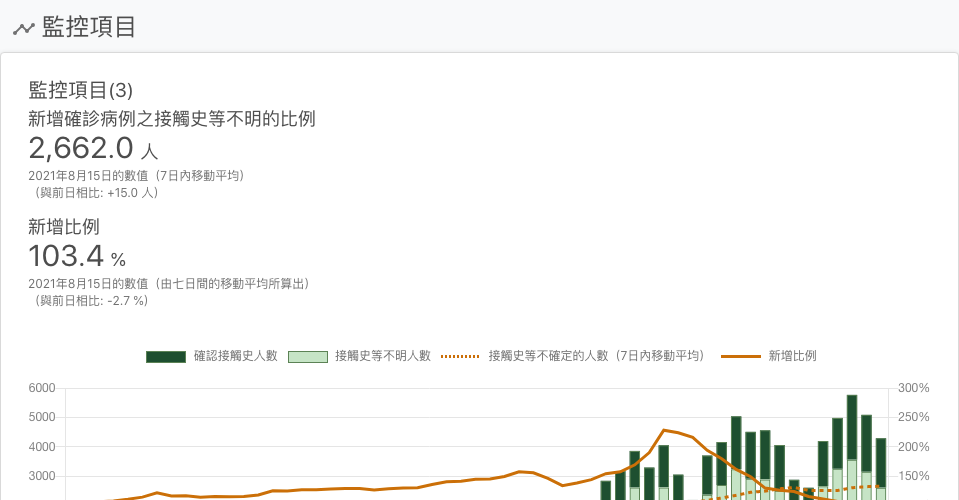 監控項目
監控項目(3)
新增確診病例之接觸史等不明的比例
2,662.0 人
2021年8月15日的數值（7日內移動平均）
（與前日相比: +15.0 人）
新增比例
103.4 %
2021年8月15日的數值（由七日間的移動平均所算出）
（與前日相比: -2.7 %）
確認接觸史人數 接觸史等不明人數 接觸史等不確定的人數（7日內移動平均） 新增比例
6000 300%
5000 250%
4000 200%
3000 150%